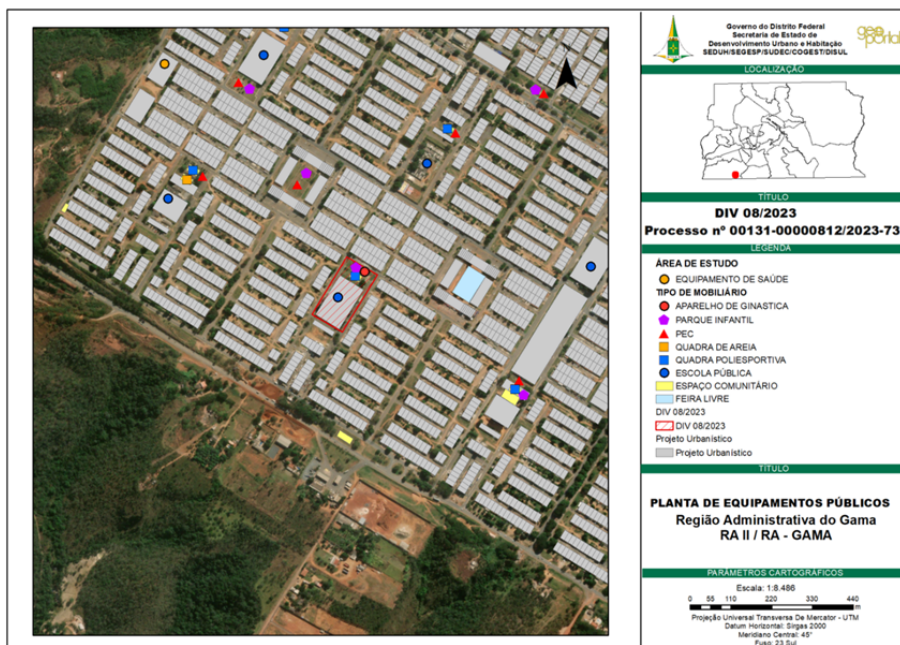 Governo do Distrito Federal
Secretaria de Estado de
Desenvolvimento Urbano e Habitação
SEDUH/SEGESP/SUDEC/COGEST/DISUL
geo
portal
LOCALIZAÇÃO
TÍTULO
DIV 08/2023
Processo nº 00131-00000812/2023-73
LEGENDA
ÁREA DE ESTUDO
EQUIPAMENTO DE SAÚDE
TIPO DE MOBILIÁRIO
APARELHO DE GINASTICA
PARQUE INFANTIL
PEC
QUADRA DE AREIA
QUADRA POLIESPORTIVA
ESCOLA PÚBLICA
ESPAÇO COMUNITÁRIO
FEIRA LIVRE
DIV 08/2023
DIV 08/2023
Projeto Urbanístico
Projeto Urbanístico
TÍTULO
PLANTA DE EQUIPAMENTOS PÚBLICOS
Região Administrativa do Gama
RA II / RA - GAMA
PARÂMETROS CARTOGRÁFICOS
Escala: 1:8.486
0 55 110 220 330 440
m
Projeção Universal Transversa De Mercator - UTM
Datum Horizontal: Sirgas 2000
Meridiano Central: 45°
Fuso: 23 Sul